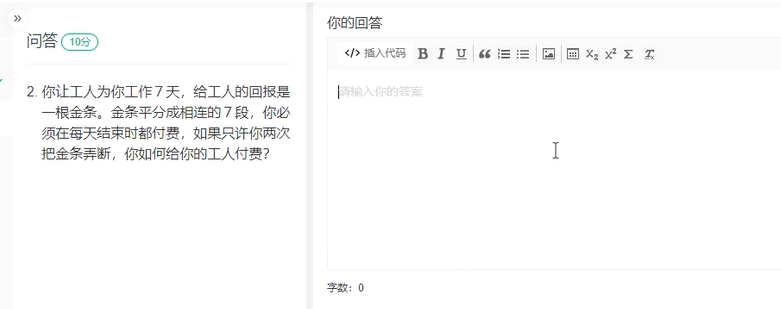 问答 10分
2. 你让工人为你工作７天，给工人的回报是
一根金条。金条平分成相连的７段，你必
须在每天结束时都付费，如果只许你两次
把金条弄断，你如何给你的工人付费？
你的回答
</> 插入代码 B I U X₂ X² Σ Tx
请输入你的答案
字数：0